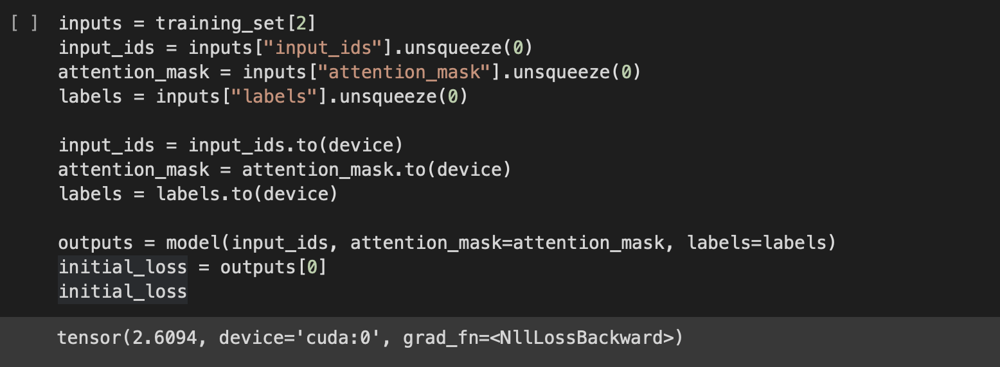 [ ] inputs = training_set[2]
input_ids = inputs["input_ids"].unsqueeze(0)
attention_mask = inputs["attention_mask"].unsqueeze(0)
labels = inputs["labels"].unsqueeze(0)
input_ids = input_ids.to(device)
attention_mask = attention_mask.to(device)
labels = labels.to(device)
outputs = model(input_ids, attention_mask=attention_mask, labels=labels)
initial_loss = outputs[0]
initial_loss
tensor(2.6094, device='cuda:0', grad_fn=<NllLossBackward>)